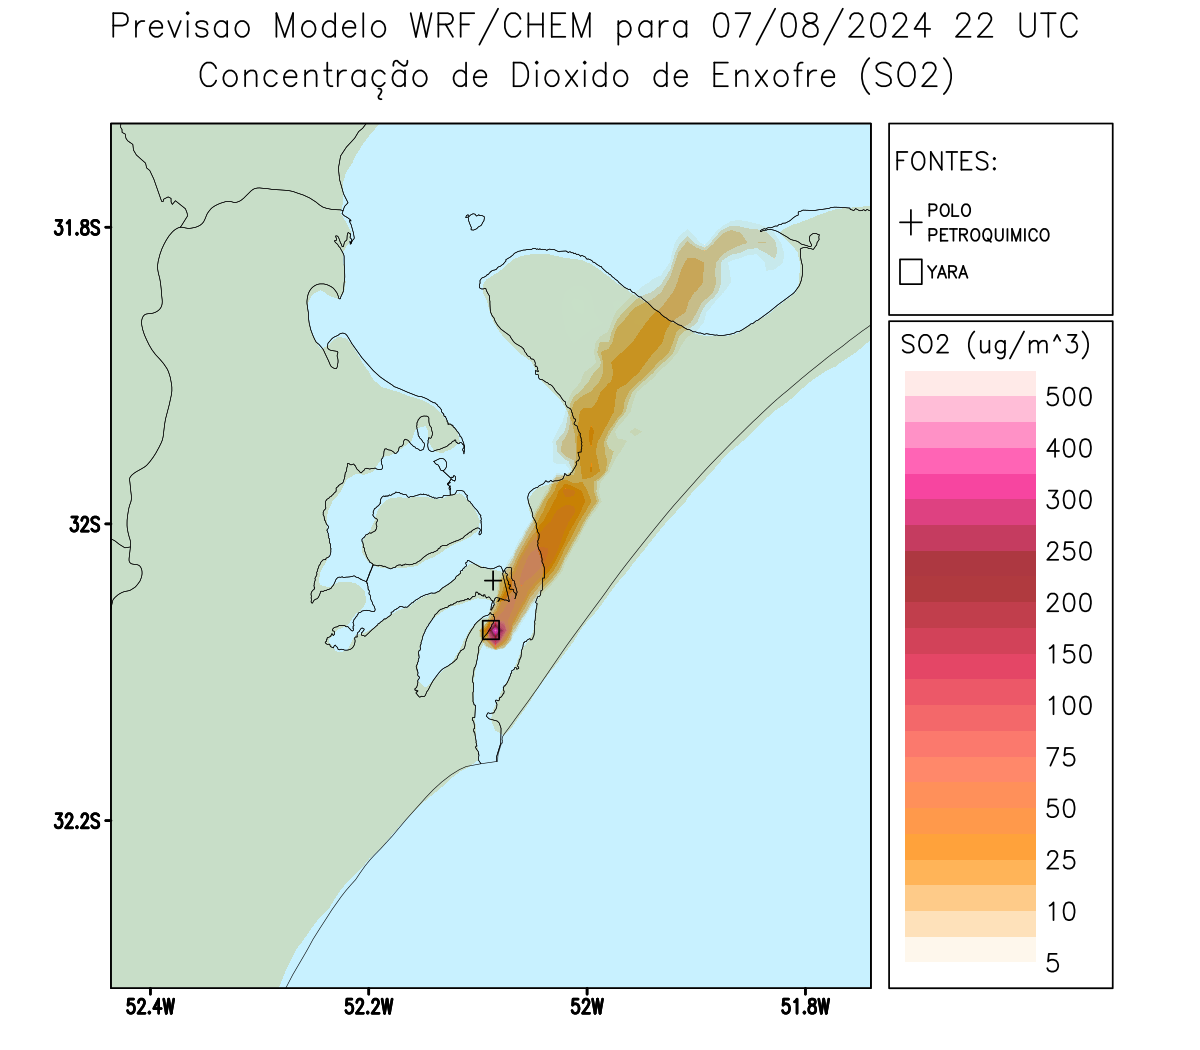 Previsao Modelo WRF/CHEM para 07/08/2024 22 UTC
Concentração de Dioxido de Enxofre (SO2)
FONTES:
POLO
PETROQUIMICO
YARA
SO2 (ug/m^3)
500
400
300
250
200
150
100
75
50
25
10
5
31.8S
32S
32.2S
52.4W
52.2W
52W
51.8W